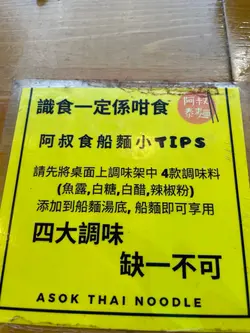 識食一定係咁食
阿叔
泰麵
阿叔食船麵小TIPS
請先將桌面上調味架中 4款調味料
(魚露,白糖,白醋,辣椒粉)
添加到船麵湯底, 船麵即可享用
四大調味
缺一不可
ASOK THAI NOODLE